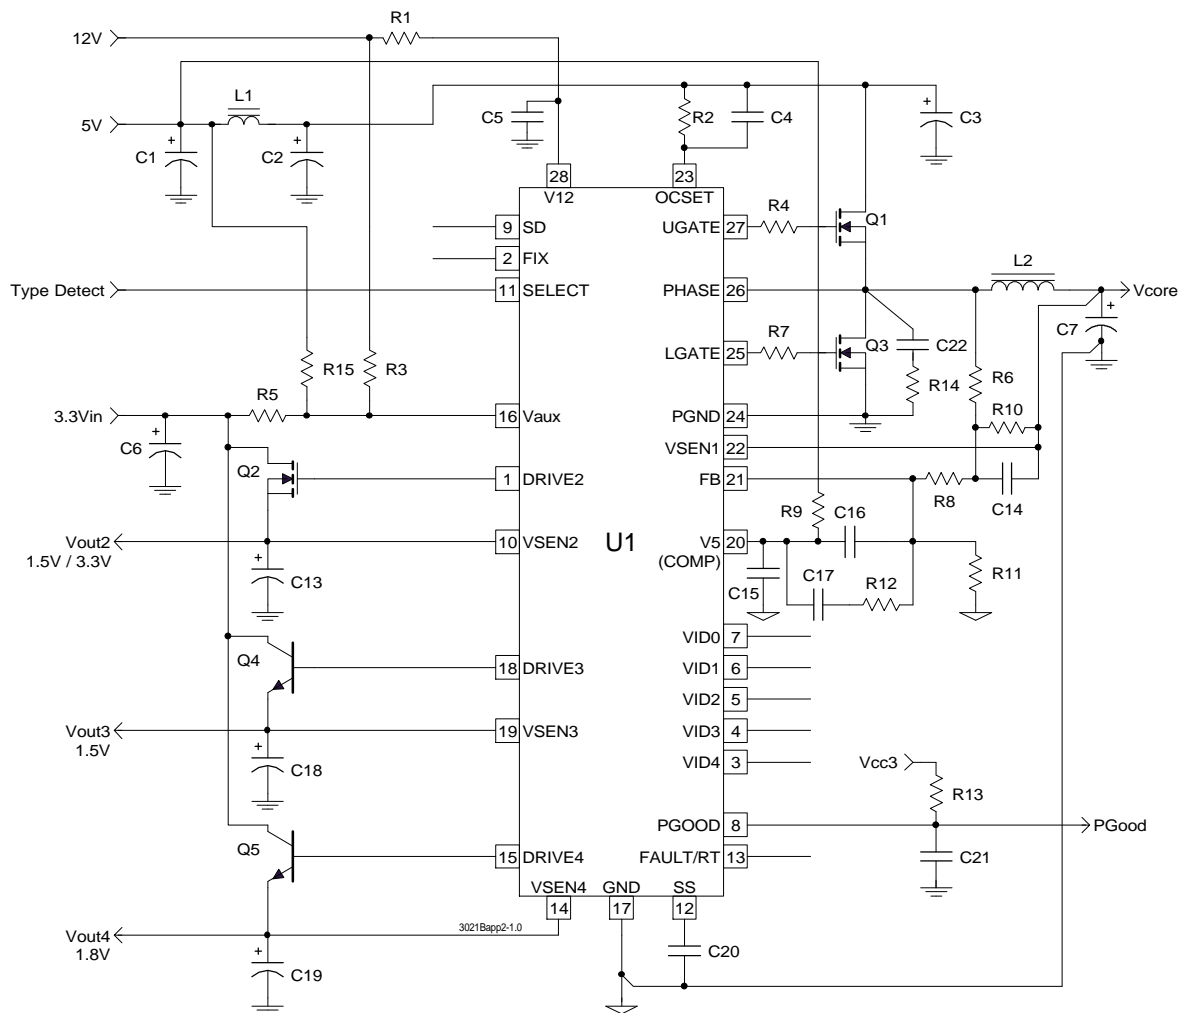 R1
12V
L1
5V
C1
C2
C5
R2
C4
C3
28
23
V12
OCSET
9 SD
UGATE 27
R4
Q1
2 FIX
Type Detect
11 SELECT
PHASE 26
L2
Vcore
C7
LGATE 25
R7
Q3
C22
R15
R3
R14
R6
R5
R10
3.3Vin
16 Vaux
PGND 24
C6
VSEN1 22
Q2
1 DRIVE2
FB 21
R8
C14
R9
C16
Vout2
1.5V / 3.3V
10 VSEN2
U1
V5 20
(COMP)
C13
C15
C17
R12
R11
VID0 7
Q4
18 DRIVE3
VID1 6
VID2 5
Vout3
1.5V
19 VSEN3
VID3 4
VID4 3
Vcc3
C18
R13
PGOOD 8
PGood
Q5
15 DRIVE4
FAULT/RT 13
C21
VSEN4
GND
SS
14
17
12
Vout4
1.8V
3021Bapp2-1.0
C20
C19
+
+
+
+
+
+
+
+